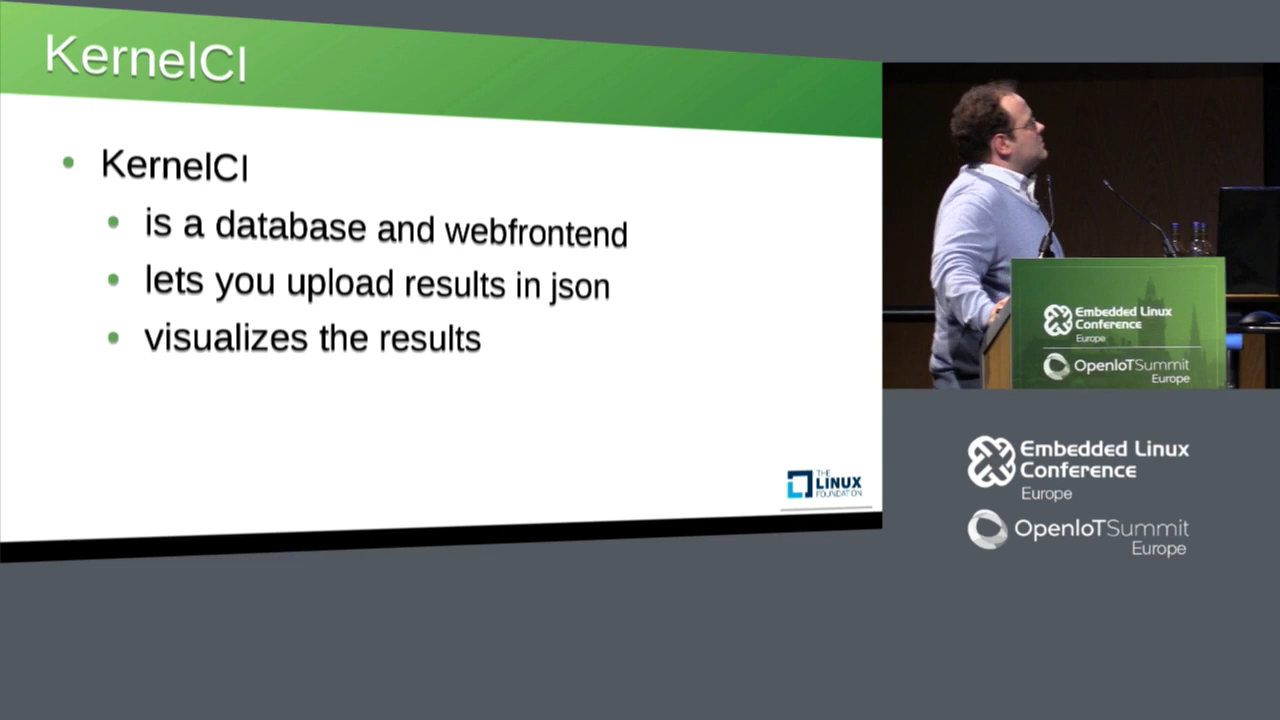 KernelCI
KernelCI
is a database and webfrontend
lets you upload results in json
visualizes the results
THE
LINUX
FOUNDATION
Embedded Linux
Conference
Europe
OpenIoTSummit
Europe
Embedded Linux
Conference
Europe
OpenIoTSummit
Europe